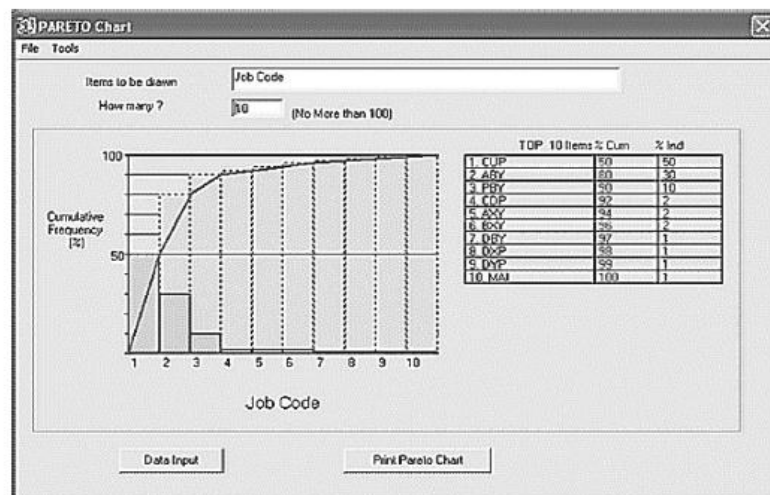 PARETO Chart
File Tools
Items to be drawn Job Code
How many ? 10 (No More than 100)
TOP 10 Items % Cum % Ind
1. CUP 50 50
2. ABY 80 30
3. PBY 90 10
4. CDP 92 2
5. AXY 94 2
6. BXY 96 2
7. DBY 97 1
8. DXP 98 1
9. DYP 99 1
10. MAI 100 1
100
Cumulative
Frequency
(%)
50
1 2 3 4 5 6 7 8 9 10
Job Code
Data Input Print Pareto Chart